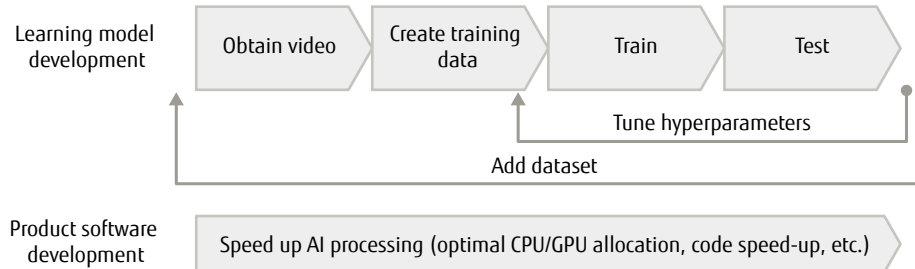 Learning model
development
Obtain video
Create training
data
Train
Test
Tune hyperparameters
Add dataset
Product software
development
Speed up AI processing (optimal CPU/GPU allocation, code speed-up, etc.)